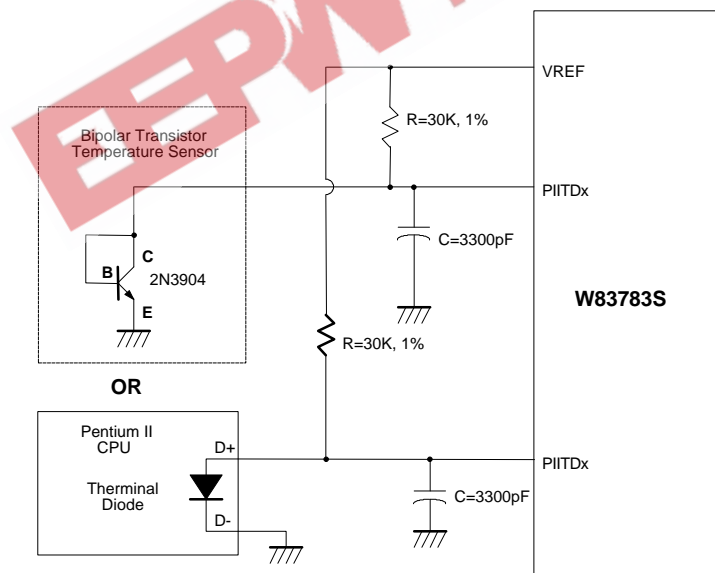 VREF
R=30K, 1%
Bipolar Transistor
Temperature Sensor
PIITDx
C=3300pF
C
B
2N3904
E
W83783S
R=30K, 1%
OR
Pentium II
CPU
D+
PIITDx
Therminal
Diode
C=3300pF
D-